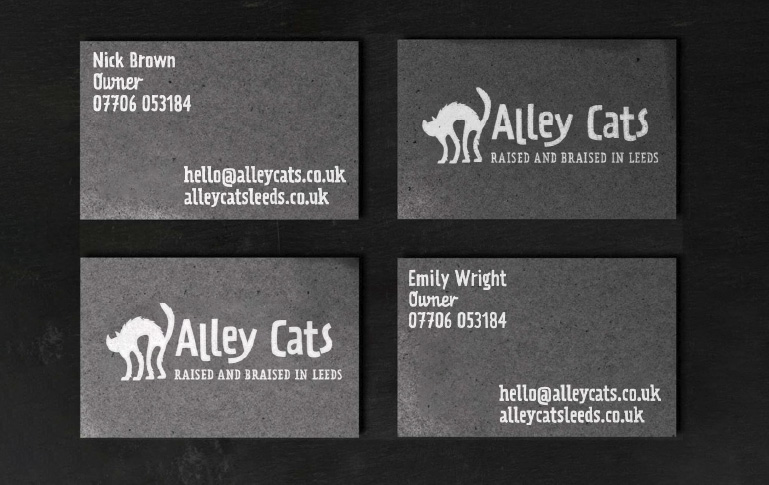 Nick Brown
Owner
07706 053184
hello@alleycats.co.uk
alleycatsleeds.co.uk
Alley Cats
RAISED AND BRAISED IN LEEDS
Alley Cats
RAISED AND BRAISED IN LEEDS
Emily Wright
Owner
07706 053184
hello@alleycats.co.uk
alleycatsleeds.co.uk